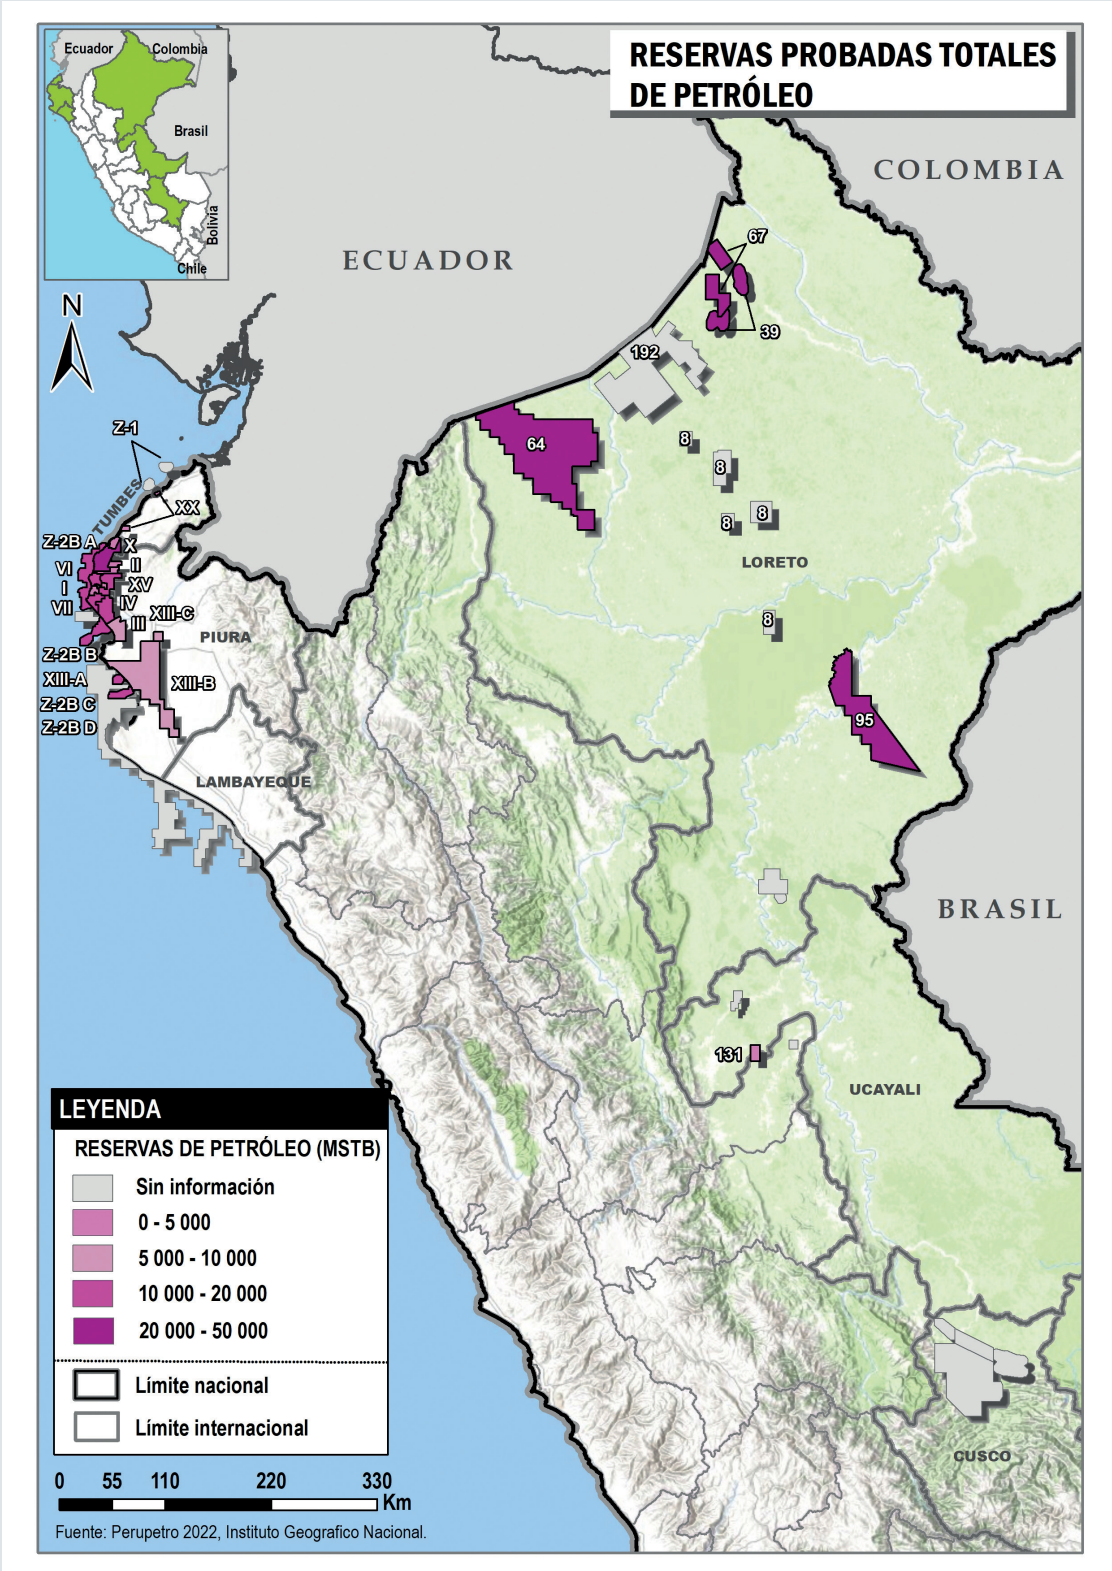 RESERVAS PROBADAS TOTALES
DE PETRÓLEO
Ecuador
Colombia
Brasil
Bolivia
Chile
N
COLOMBIA
ECUADOR
67
39
192
64
8
8
8
8
LORETO
8
95
Z-1
TUMBES
XX
Z-2B A
X
VI
II
I
XV
VII
IV
XIII-C
III
PIURA
Z-2B B
XIII-A
XIII-B
Z-2B C
Z-2B D
LAMBAYEQUE
BRASIL
131
UCAYALI
CUSCO
LEYENDA
RESERVAS DE PETRÓLEO (MSTB)
Sin información
0 - 5 000
5 000 - 10 000
10 000 - 20 000
20 000 - 50 000
Límite nacional
Límite internacional
0 55 110 220 330
Km
Fuente: Perupetro 2022, Instituto Geografico Nacional.